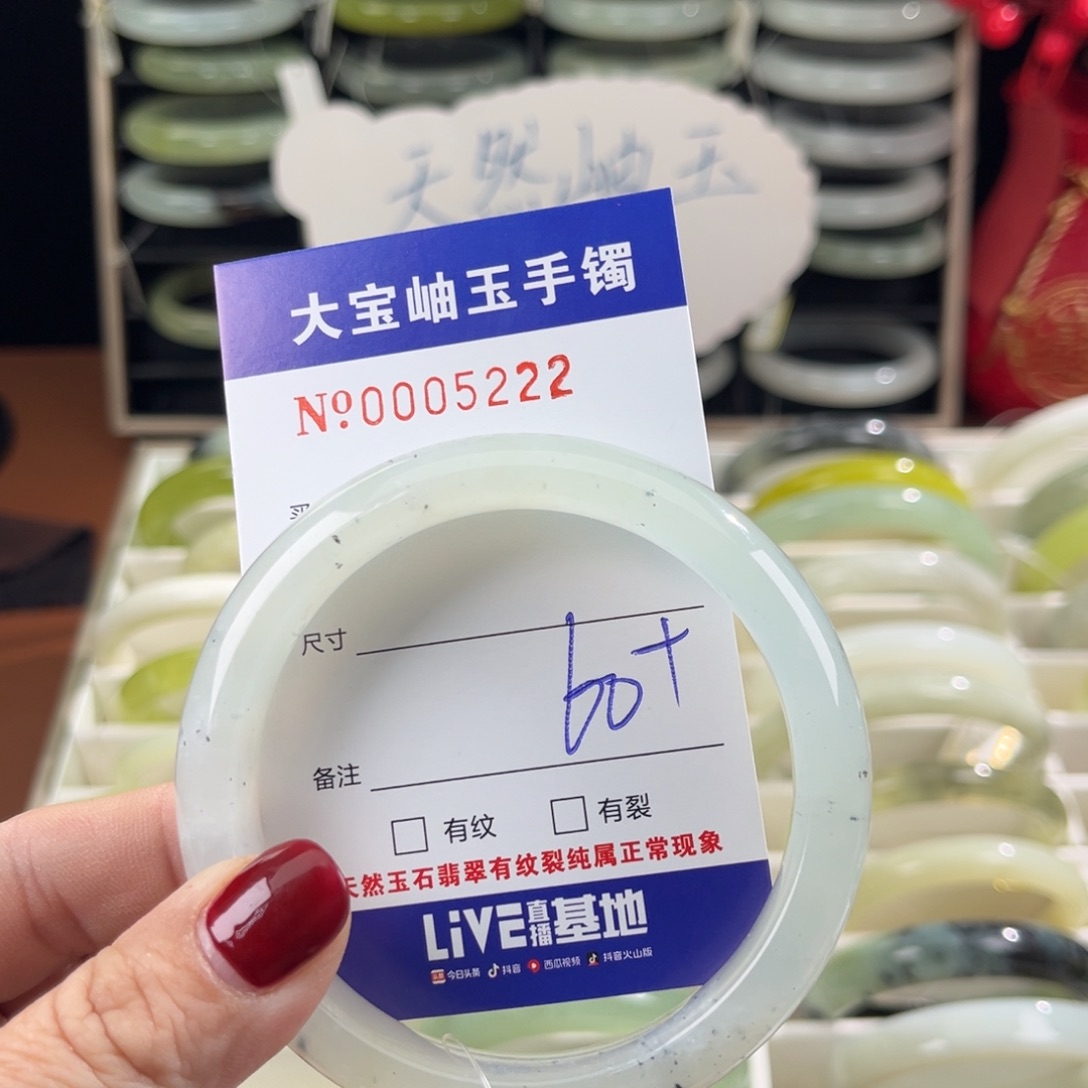 天然岫玉
大宝岫玉手镯
Nº0005222
尺寸
60+
备注
□ 有纹 □ 有裂
天然玉石翡翠有纹裂纯属正常现象
LiVE直播基地
今日头条 抖音 西瓜视频 抖音火山版